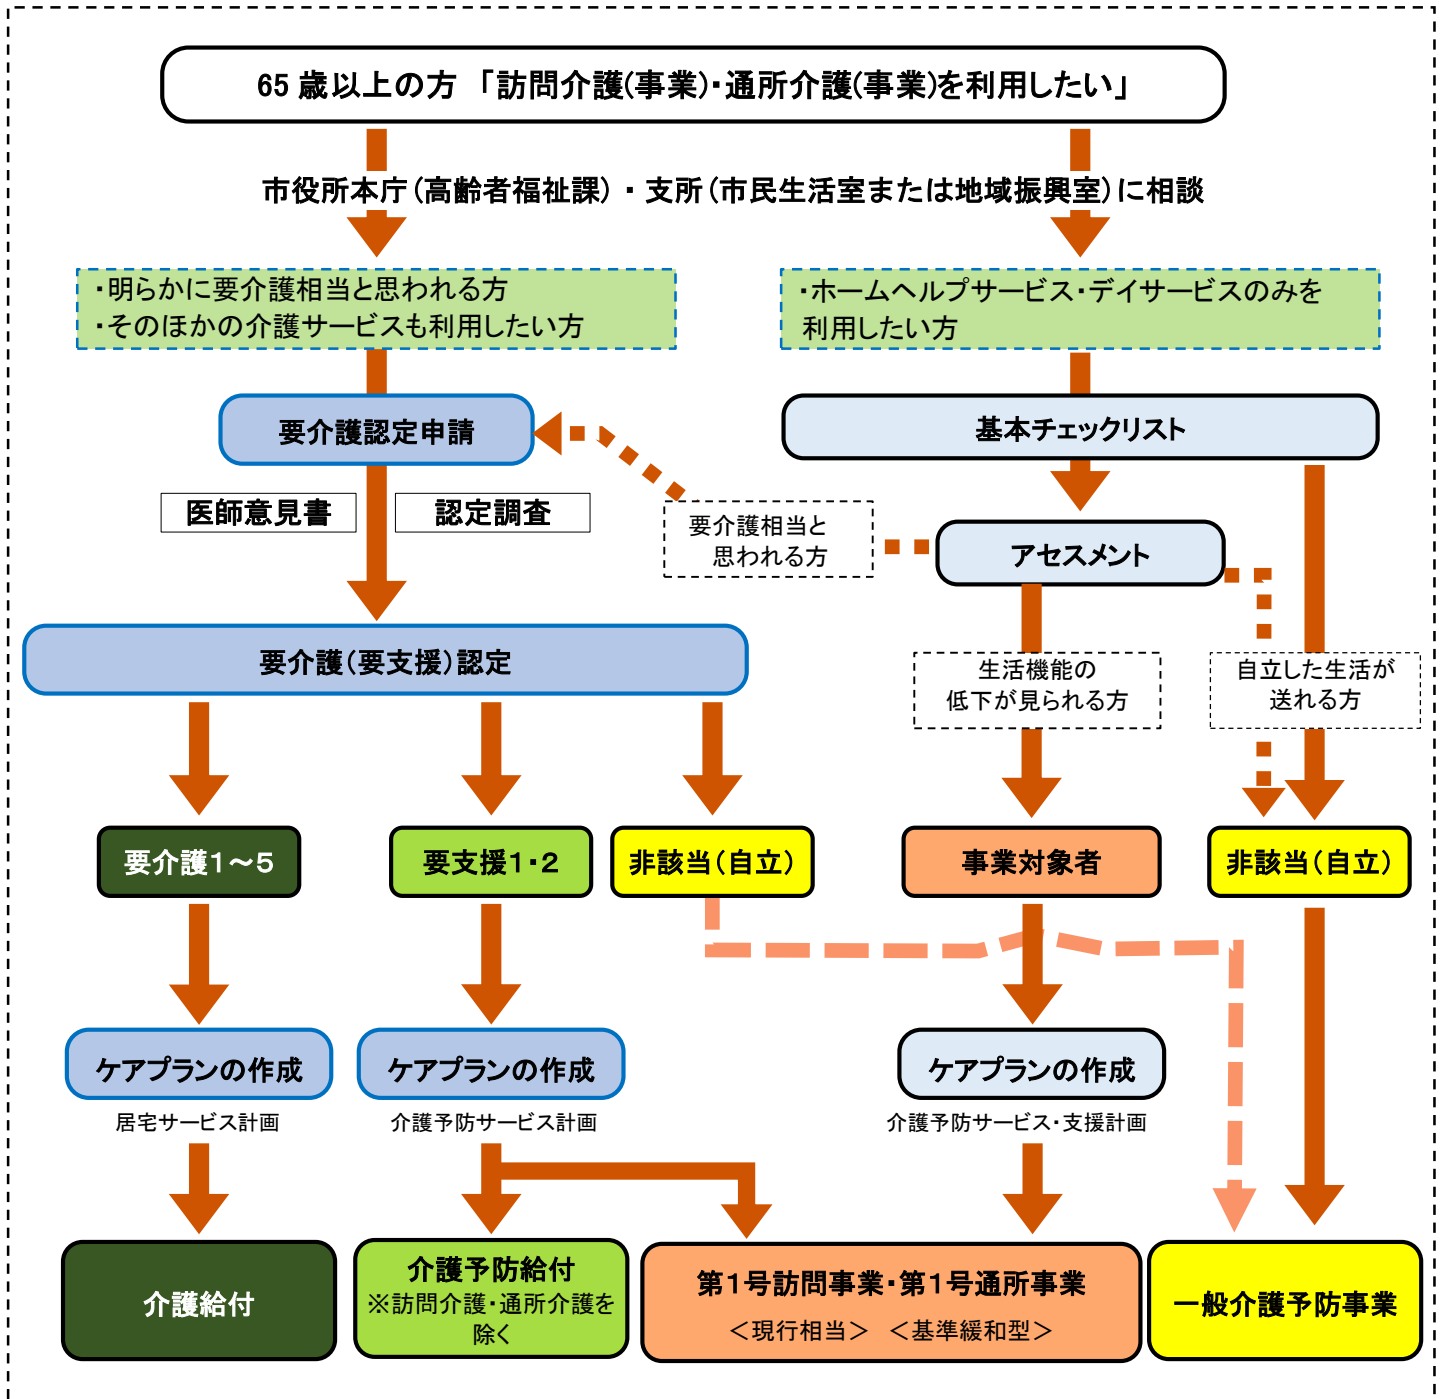 65 歳以上の方 「訪問介護(事業)・通所介護(事業)を利用したい」
市役所本庁(高齢者福祉課)・支所(市民生活室または地域振興室)に相談
・明らかに要介護相当と思われる方
・そのほかの介護サービスも利用したい方
・ホームヘルプサービス・デイサービスのみを
利用したい方
要介護認定申請
基本チェックリスト
医師意見書
認定調査
要介護相当と
思われる方
アセスメント
要介護(要支援)認定
生活機能の
低下が見られる方
自立した生活が
送れる方
要介護1～5
要支援1・2
非該当(自立)
事業対象者
非該当(自立)
ケアプランの作成
居宅サービス計画
ケアプランの作成
介護予防サービス計画
ケアプランの作成
介護予防サービス・支援計画
介護給付
介護予防給付
※訪問介護・通所介護を
除く
第1号訪問事業・第1号通所事業
＜現行相当＞ ＜基準緩和型＞
一般介護予防事業